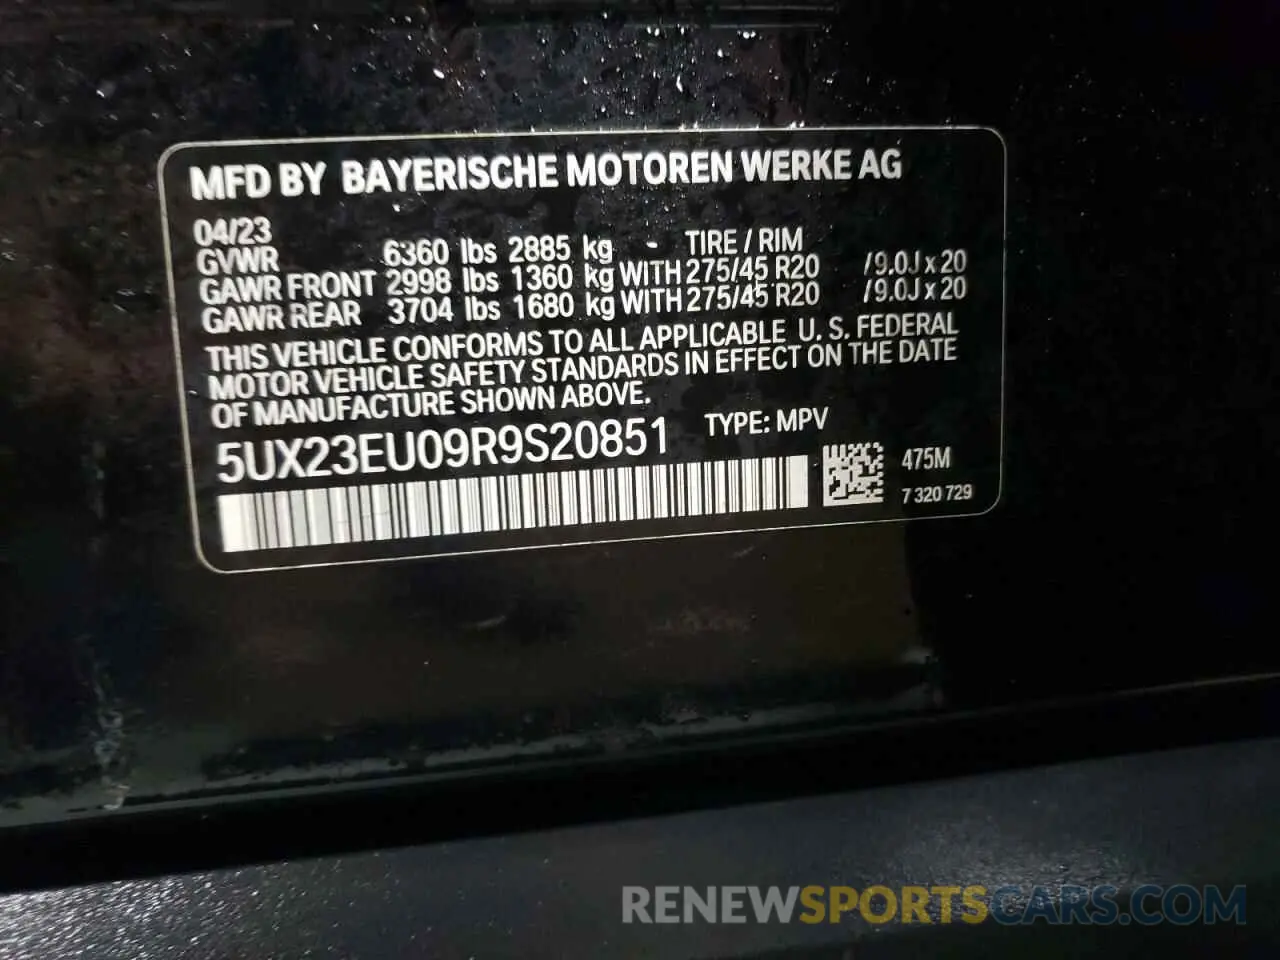 MFD BY BAYERISCHE MOTOREN WERKE AG
04/23
GVWR 6360 lbs 2885 kg - TIRE / RIM
GAWR FRONT 2998 lbs 1360 kg WITH 275/45 R20 /9.0J x 20
GAWR REAR 3704 lbs 1680 kg WITH 275/45 R20 /9.0J x 20
THIS VEHICLE CONFORMS TO ALL APPLICABLE U. S. FEDERAL
MOTOR VEHICLE SAFETY STANDARDS IN EFFECT ON THE DATE
OF MANUFACTURE SHOWN ABOVE.
5UX23EU09R9S20851 TYPE: MPV
475M
7 320 729
RENEWSPORTSCARS.COM